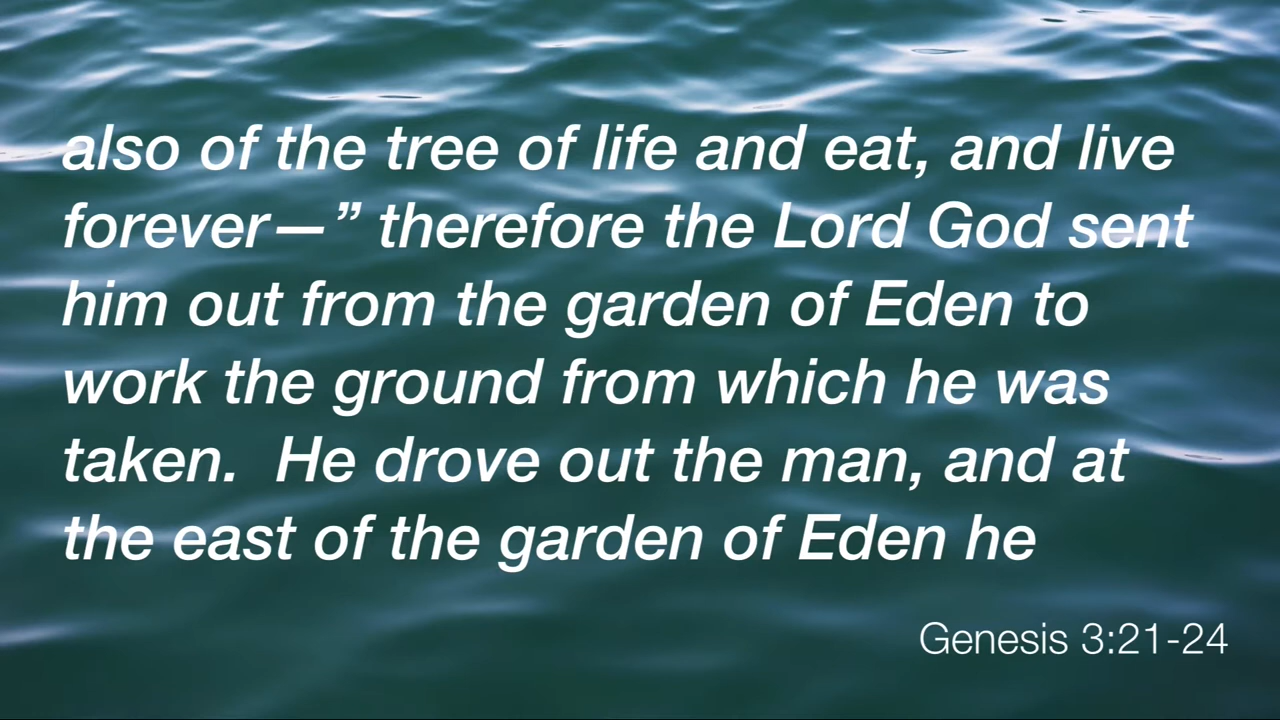 also of the tree of life and eat, and live
forever—” therefore the Lord God sent
him out from the garden of Eden to
work the ground from which he was
taken.  He drove out the man, and at
the east of the garden of Eden he
Genesis 3:21-24